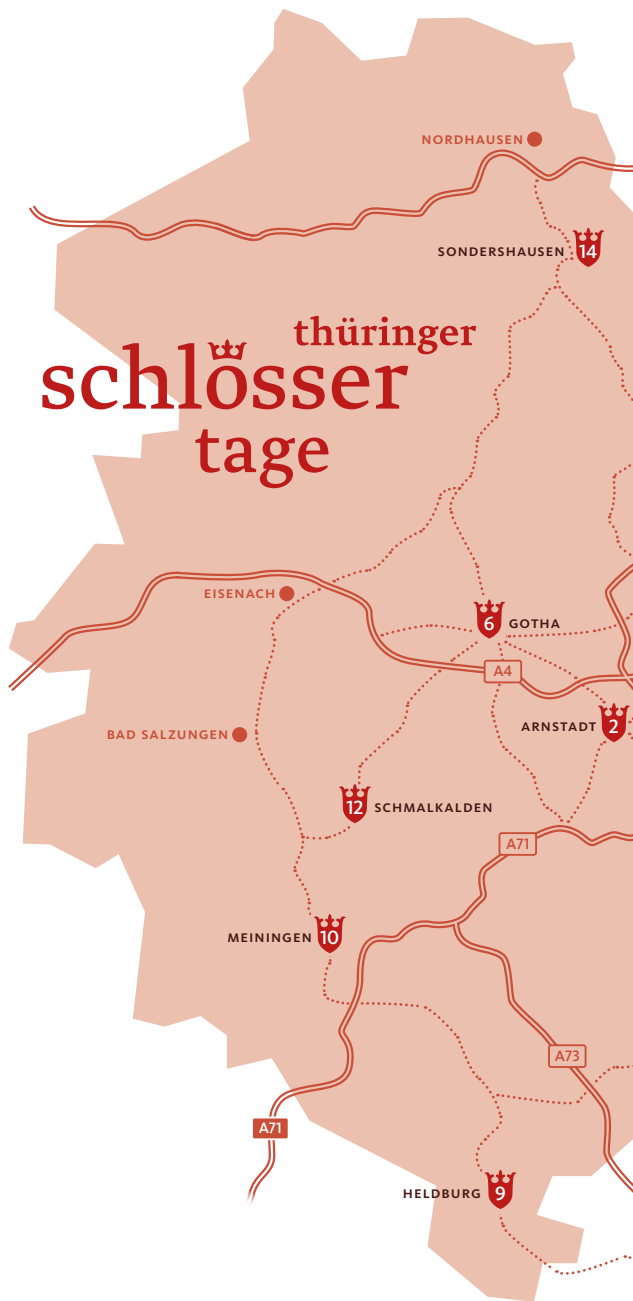 NORDHAUSEN
SONDERSHAUSEN 14
thüringer
schlösser
tage
EISENACH
6 GOTHA
A4
ARNSTADT 2
BAD SALZUNGEN
12 SCHMALKALDEN
A71
MEININGEN 10
A73
A71
HELDBURG 9